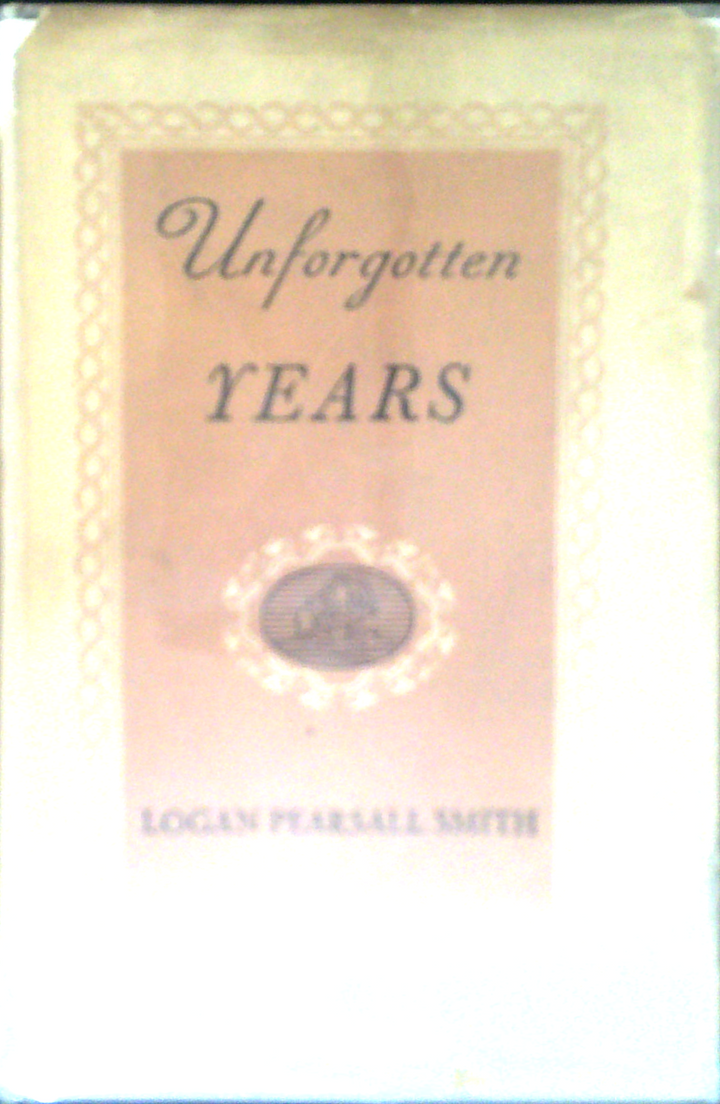 Unforgotten
YEARS
LOGAN PEARSALL SMITH